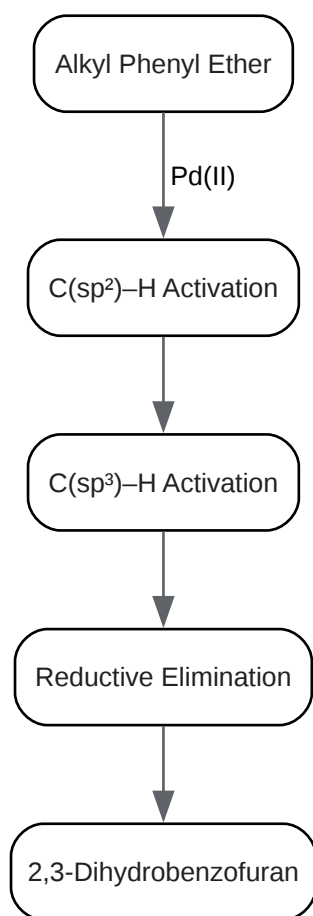 Alkyl Phenyl Ether
Pd(II)
C(sp²)–H Activation
C(sp³)–H Activation
Reductive Elimination
2,3-Dihydrobenzofuran